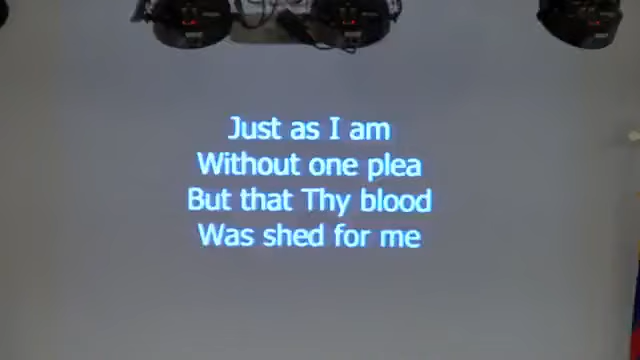 Just as I am
Without one plea
But that Thy blood
Was shed for me